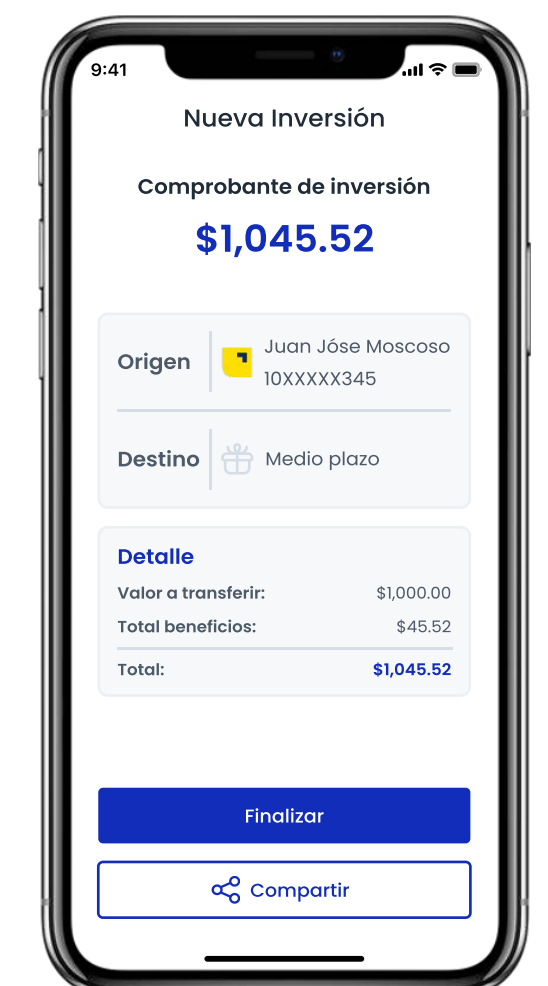 9:41
Nueva Inversión
Comprobante de inversión
$1,045.52
Origen
Juan Jóse Moscoso
10XXXXX345
Destino
Medio plazo
Detalle
Valor a transferir: $1,000.00
Total beneficios: $45.52
Total: $1,045.52
Finalizar
Compartir